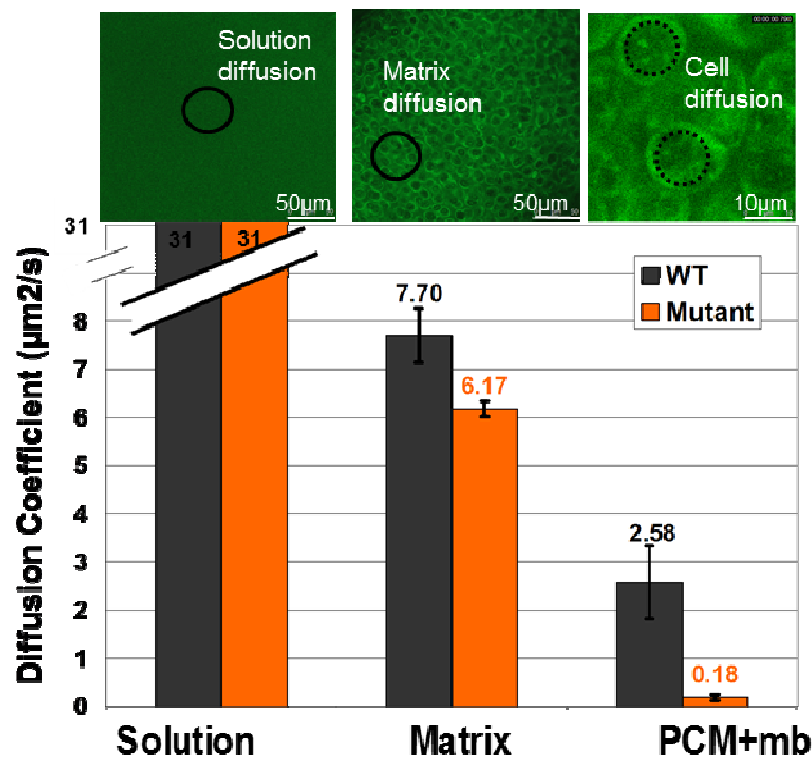 Solution
diffusion
50µm
Matrix
diffusion
50µm
Cell
diffusion
10µm
Diffusion Coefficient (µm2/s)
31
8
7
6
5
4
3
2
1
0
31
31
7.70
6.17
2.58
0.18
WT
Mutant
Solution
Matrix
PCM+mb